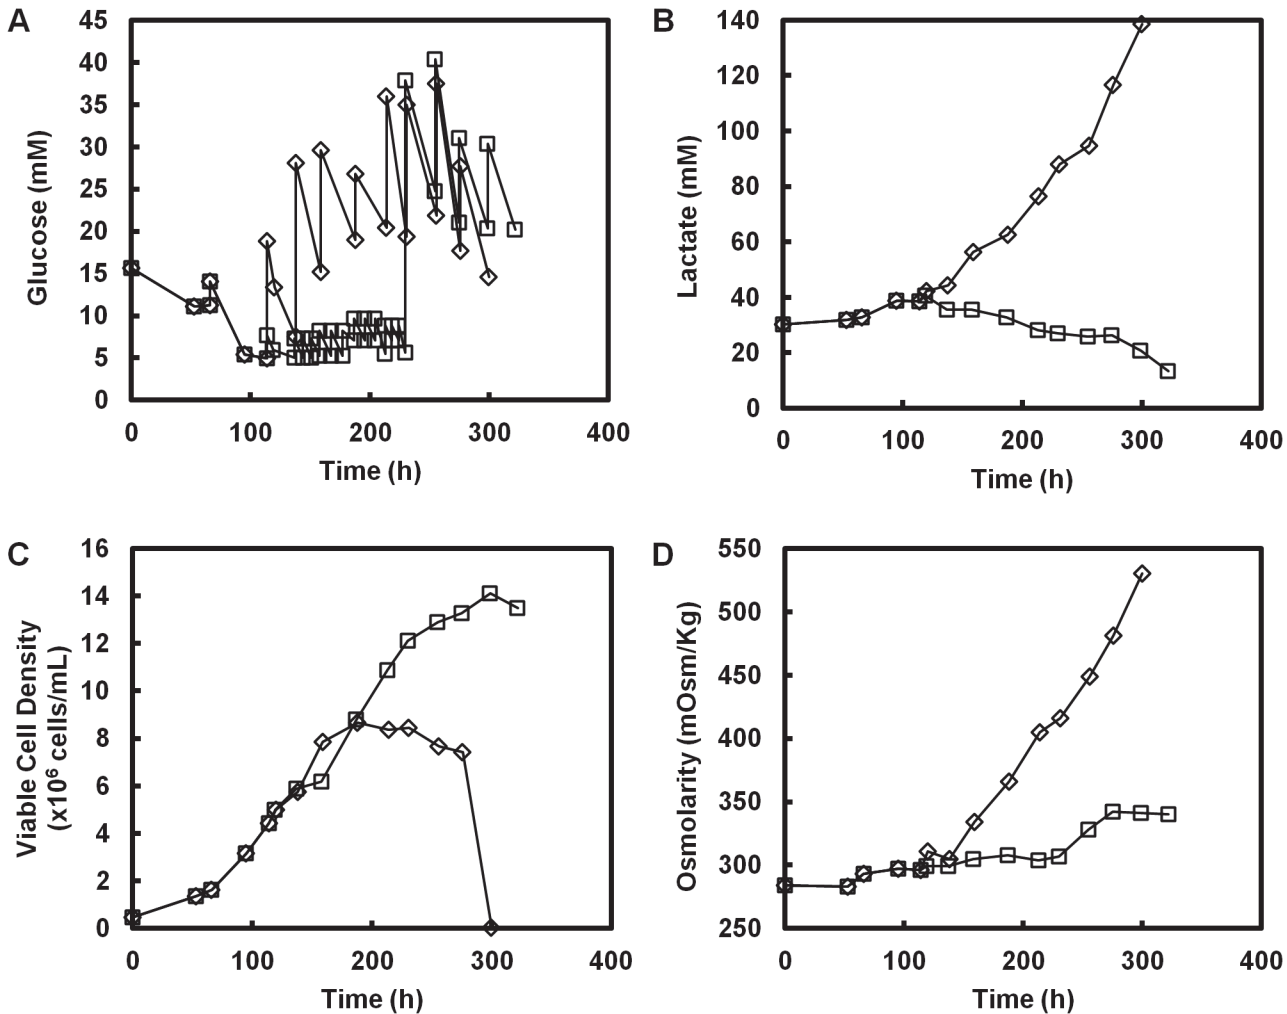 A
Glucose (mM)
45
40
35
30
25
20
15
10
5
0
0 100 200 300 400
Time (h)
B
Lactate (mM)
140
120
100
80
60
40
20
0
0 100 200 300 400
Time (h)
C
Viable Cell Density
(x10⁶ cells/mL)
16
14
12
10
8
6
4
2
0
0 100 200 300 400
Time (h)
D
Osmolarity (mOsm/Kg)
550
500
450
400
350
300
250
0 100 200 300 400
Time (h)